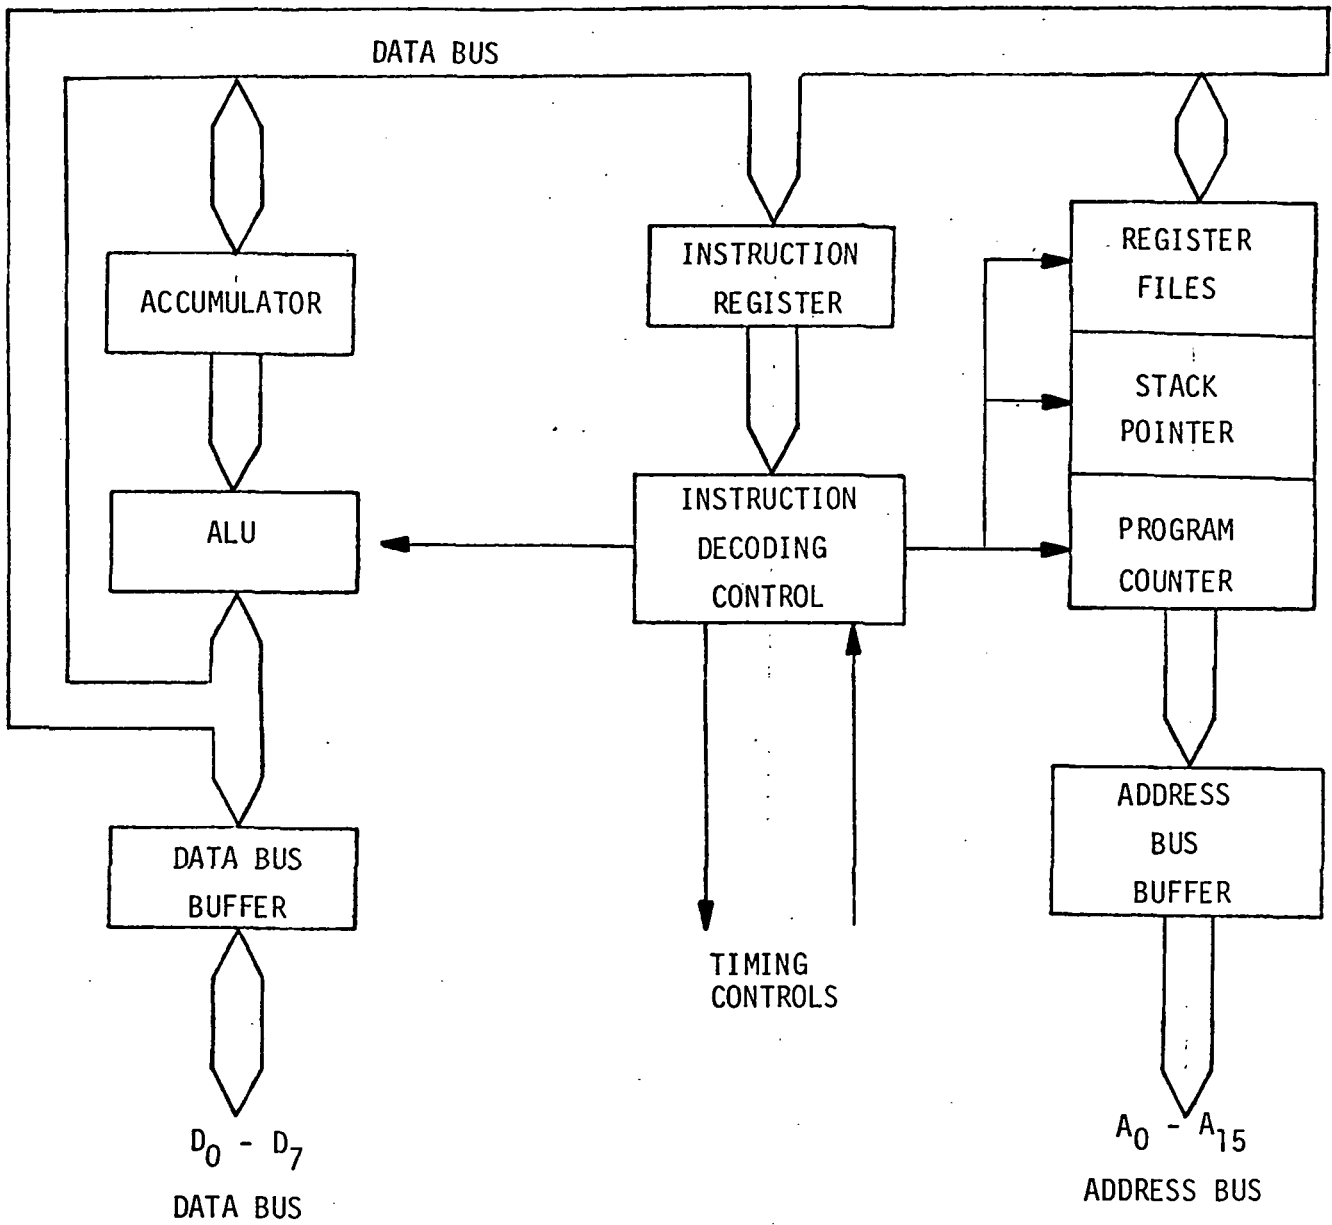 DATA BUS
ACCUMULATOR
ALU
DATA BUS
BUFFER
D0 - D7
DATA BUS
INSTRUCTION
REGISTER
INSTRUCTION
DECODING
CONTROL
TIMING
CONTROLS
REGISTER
FILES
STACK
POINTER
PROGRAM
COUNTER
ADDRESS
BUS
BUFFER
A0 - A15
ADDRESS BUS